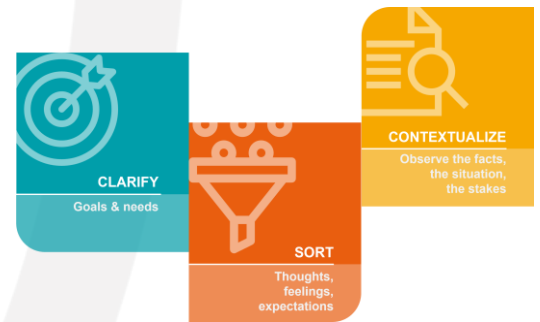 CLARIFY
Goals & needs
SORT
Thoughts,
feelings,
expectations
CONTEXTUALIZE
Observe the facts,
the situation,
the stakes